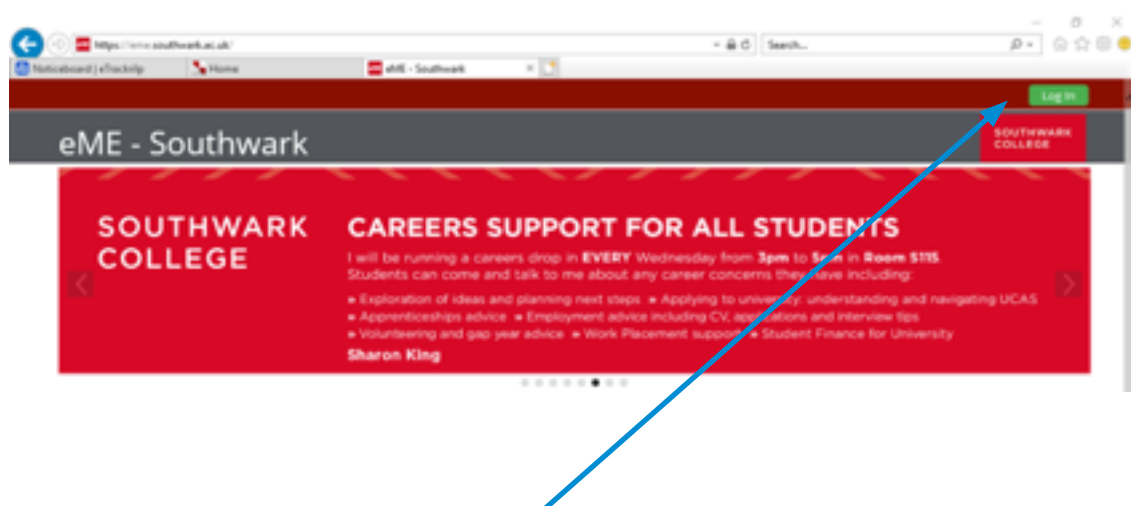 https://eme.southwark.ac.uk/
Search...
Noticeboard | eTracknlp
Home
eME - Southwark
Log In
eME - Southwark
SOUTHWARK
COLLEGE
SOUTHWARK
COLLEGE
CAREERS SUPPORT FOR ALL STUDENTS
I will be running a careers drop in EVERY Wednesday from 3pm to 5pm in Room S115.
Students can come and talk to me about any career concerns they have including:
» Exploration of ideas and planning next steps » Applying to university: understanding and navigating UCAS
» Apprenticeships advice » Employment advice including CV, applications and interview tips
» Volunteering and gap year advice » Work Placement support » Student Finance for University
Sharon King